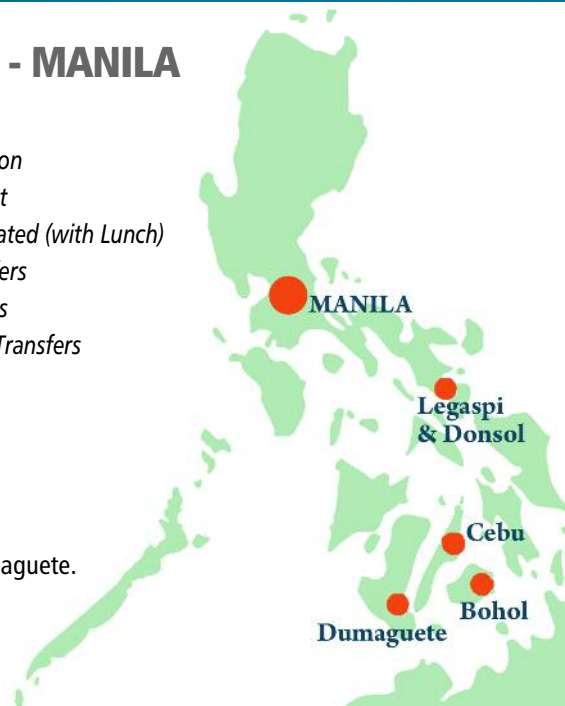 - MANILA
on
t
ated (with Lunch)
ers
s
Transfers
aguete.
MANILA
Legaspi
& Donsol
Cebu
Bohol
Dumaguete